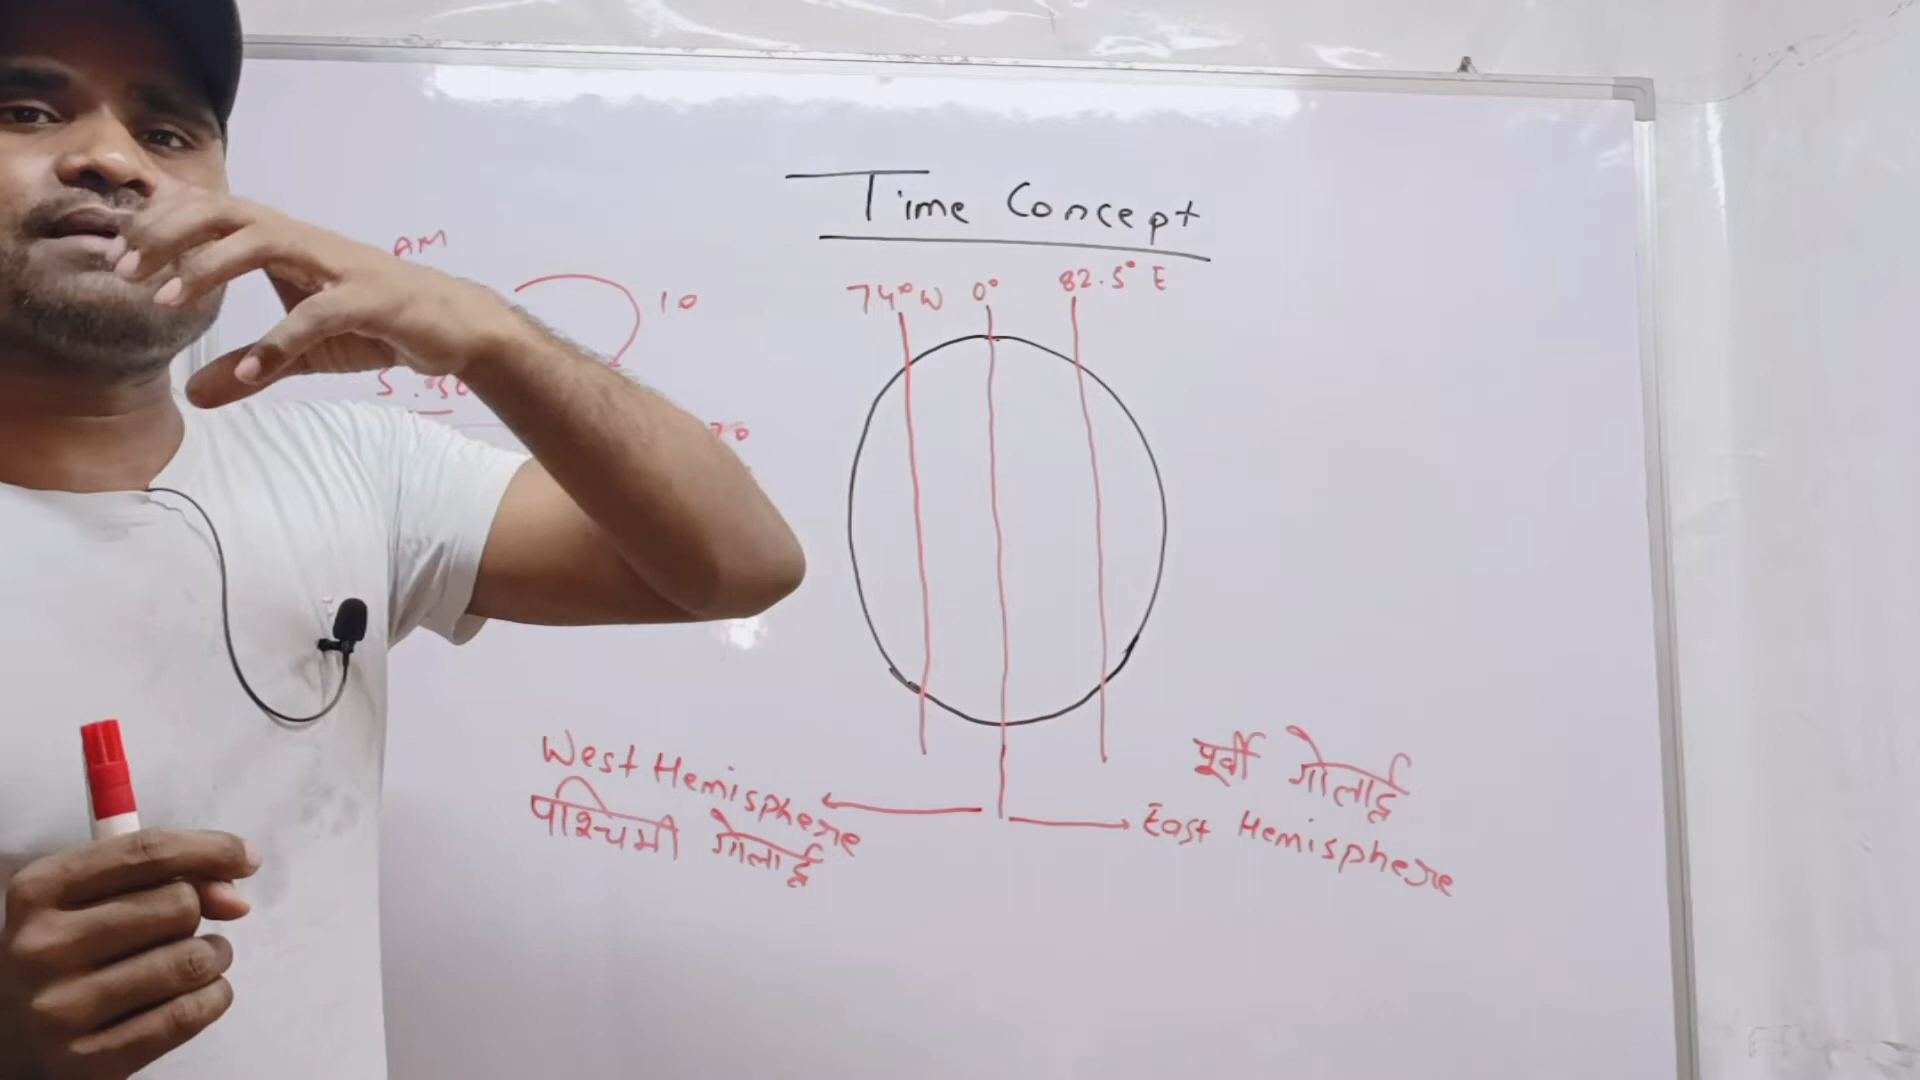 Time Concept
AM
74° W 0° 82.5° E
10
West Hemisphere
पश्चिमी गोलार्द्ध
पूर्वी गोलार्द्ध
East Hemisphere